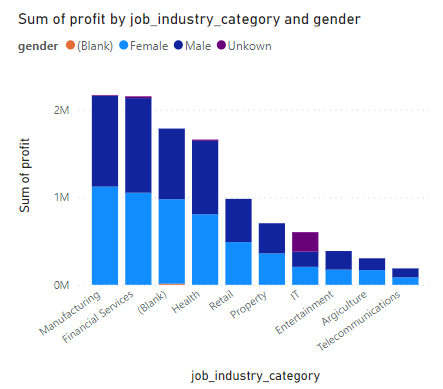 Sum of profit by job_industry_category and gender
gender (Blank) Female Male Unkown
2M
1M
0M
Sum of profit
Manufacturing
Financial Services
(Blank)
Health
Retail
Property
IT
Entertainment
Argiculture
Telecommunications
job_industry_category